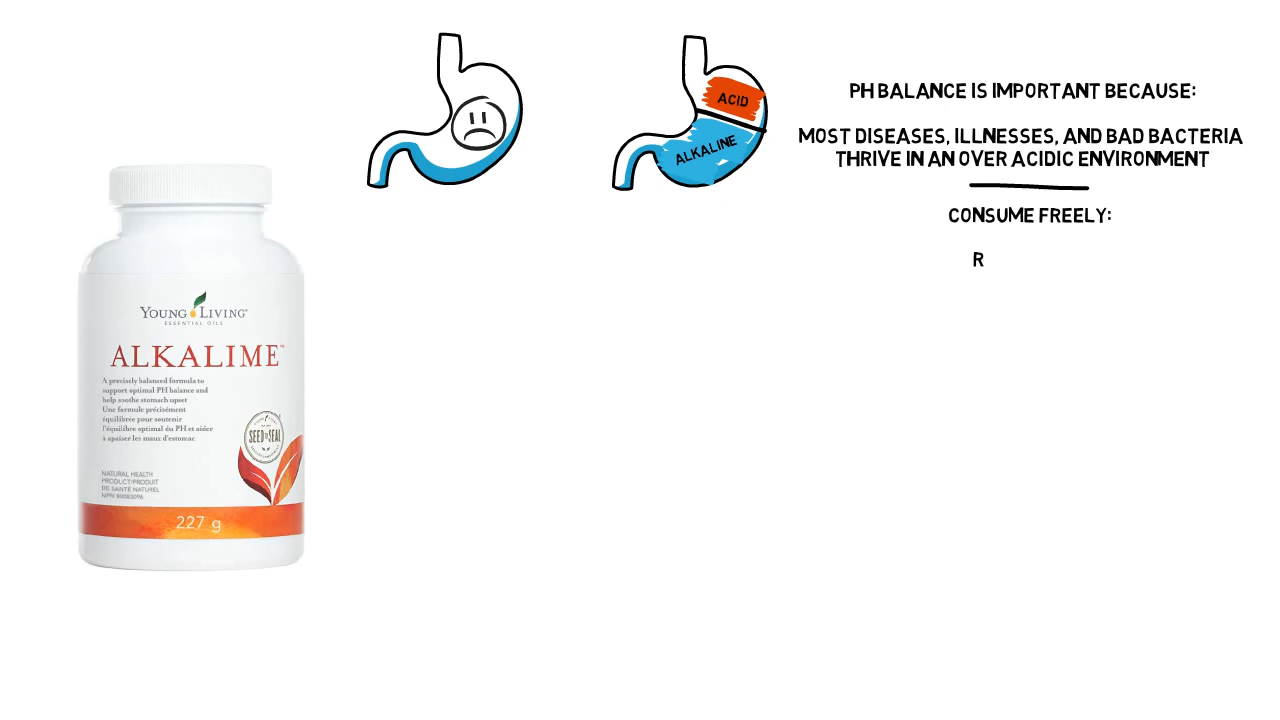 PH BALANCE IS IMPORTANT BECAUSE:
MOST DISEASES, ILLNESSES, AND BAD BACTERIA
THRIVE IN AN OVER ACIDIC ENVIRONMENT
CONSUME FREELY:
R
ACID
ALKALINE
YOUNG LIVING
ESSENTIAL OILS
ALKALIME™
A precisely balanced formula to
support optimal PH balance and
help soothe stomach upset
Une formule précisément
équilibrée pour soutenir
l'équilibre optimal du PH et aider
à apaiser les maux d'estomac
SEED TO SEAL
NATURAL HEALTH
PRODUCT/PRODUIT
DE SANTÉ NATUREL
NPN
227 g